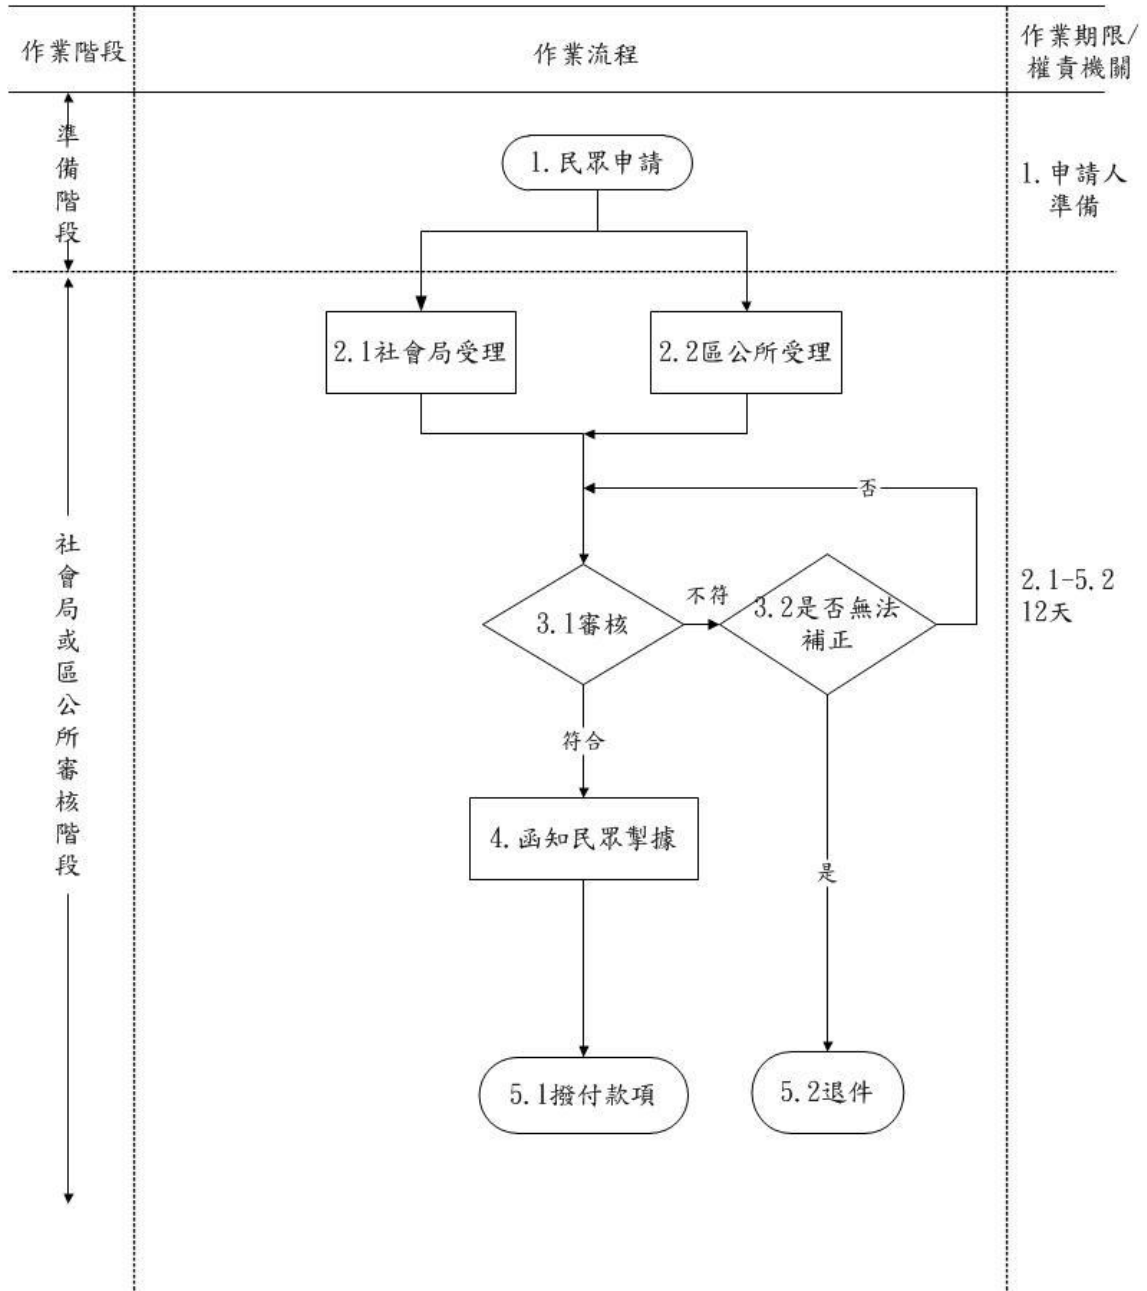 作業階段
作業流程
作業期限/
權責機關
準備階段
1.民眾申請
1.申請人
準備
2.1社會局受理
2.2區公所受理
否
社會局或區公所審核階段
3.1審核
不符
3.2是否無法
補正
2.1-5.2
12天
符合
4.函知民眾掣據
是
5.1撥付款項
5.2退件